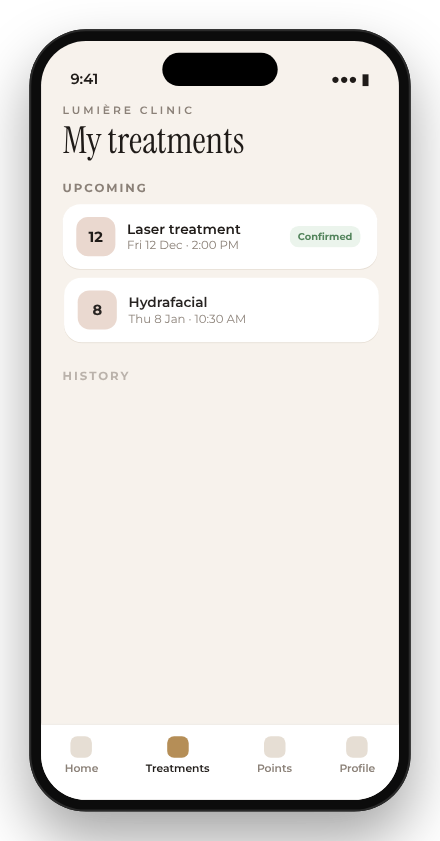 9:41
LUMIÈRE CLINIC
My treatments
UPCOMING
12
Laser treatment
Fri 12 Dec · 2:00 PM
Confirmed
8
Hydrafacial
Thu 8 Jan · 10:30 AM
HISTORY
Home Treatments Points Profile